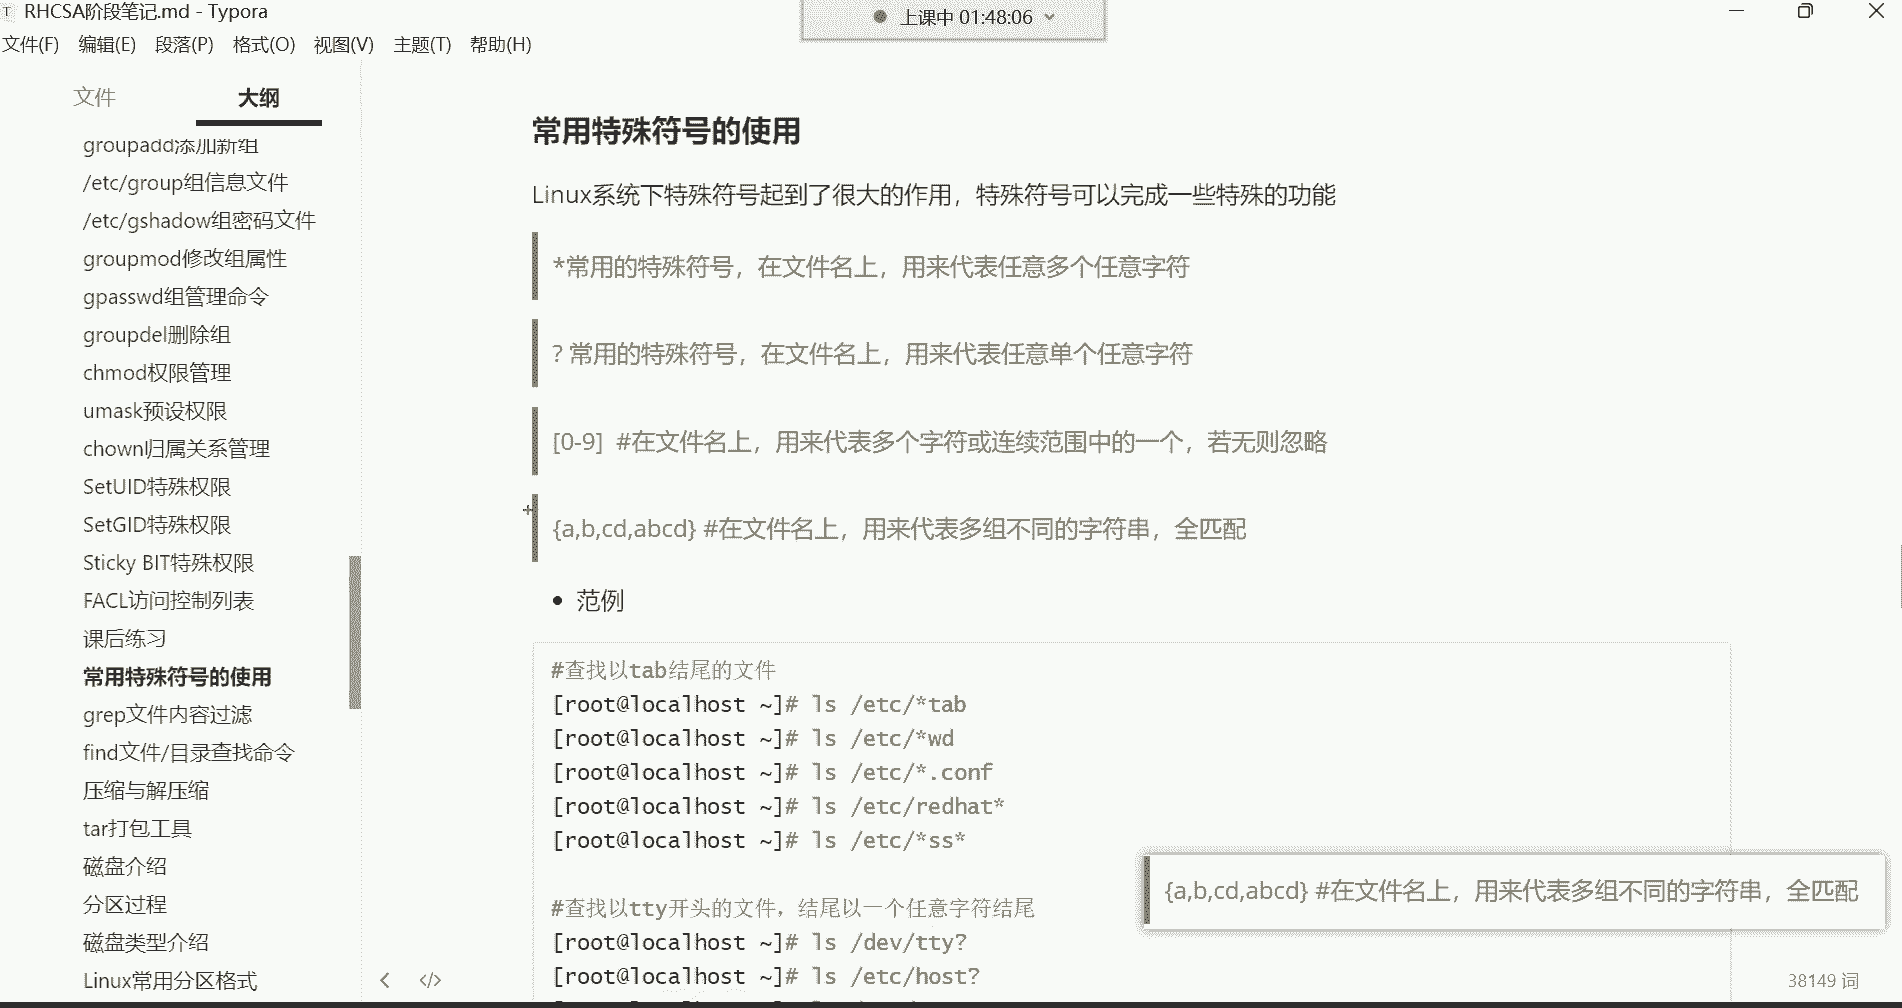 RHCSA阶段笔记.md - Typora
上课中 01:48:06
文件(F) 编辑(E) 段落(P) 格式(O) 视图(V) 主题(T) 帮助(H)
文件 大纲
groupadd添加新组
/etc/group组信息文件
/etc/gshadow组密码文件
groupmod修改组属性
gpasswd组管理命令
groupdel删除组
chmod权限管理
umask预设权限
chown归属关系管理
SetUID特殊权限
SetGID特殊权限
Sticky BIT特殊权限
FACL访问控制列表
课后练习
常用特殊符号的使用
grep文件内容过滤
find文件/目录查找命令
压缩与解压缩
tar打包工具
磁盘介绍
分区过程
磁盘类型介绍
Linux常用分区格式
常用特殊符号的使用
Linux系统下特殊符号起到了很大的作用，特殊符号可以完成一些特殊的功能
*常用的特殊符号，在文件名上，用来代表任意多个任意字符
? 常用的特殊符号，在文件名上，用来代表任意单个任意字符
[0-9] #在文件名上，用来代表多个字符或连续范围中的一个，若无则忽略
{a,b,cd,abcd} #在文件名上，用来代表多组不同的字符串，全匹配
范例
#查找以tab结尾的文件
[root@localhost ~]# ls /etc/*tab
[root@localhost ~]# ls /etc/*wd
[root@localhost ~]# ls /etc/*.conf
[root@localhost ~]# ls /etc/redhat*
[root@localhost ~]# ls /etc/*ss*
#查找以tty开头的文件，结尾以一个任意字符结尾
[root@localhost ~]# ls /dev/tty?
[root@localhost ~]# ls /etc/host?
{a,b,cd,abcd} #在文件名上，用来代表多组不同的字符串，全匹配
38149 词